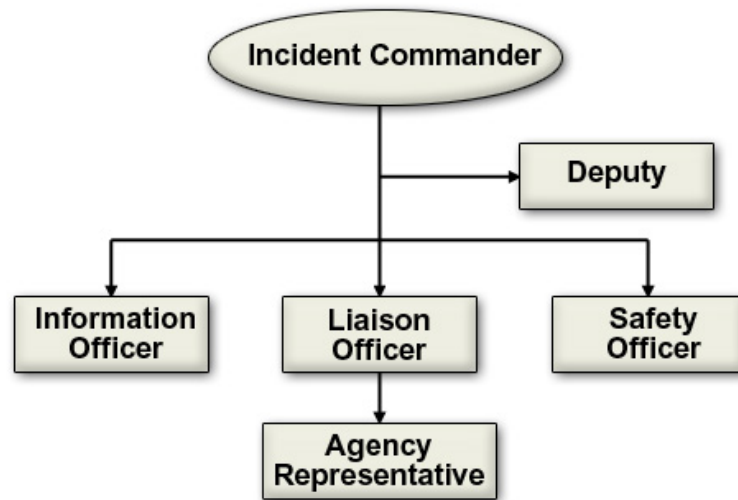 Incident Commander
Deputy
Information
Officer
Liaison
Officer
Safety
Officer
Agency
Representative